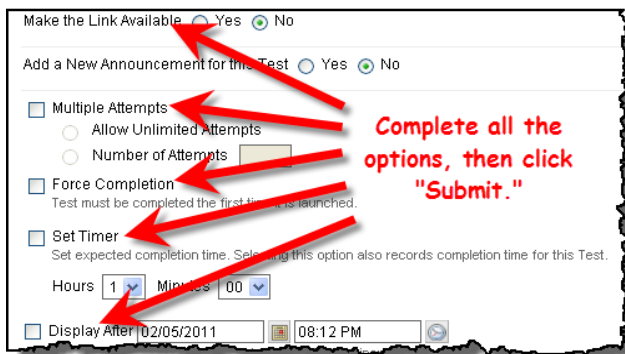 Make the Link Available Yes No
Add a New Announcement for this Test Yes No
Multiple Attempts
Allow Unlimited Attempts
Number of Attempts
Complete all the
options, then click
"Submit."
Force Completion
Test must be completed the first time it is launched.
Set Timer
Set expected completion time. Selecting this option also records completion time for this Test.
Hours 1 Minutes 00
Display After 02/05/2011 08:12 PM